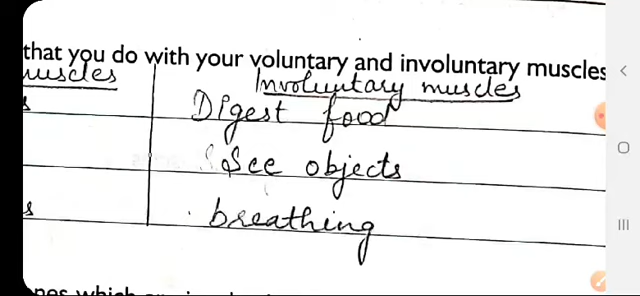 that you do with your voluntary and involuntary muscles
muscles Involuntary muscles
Digest food
See objects
breathing